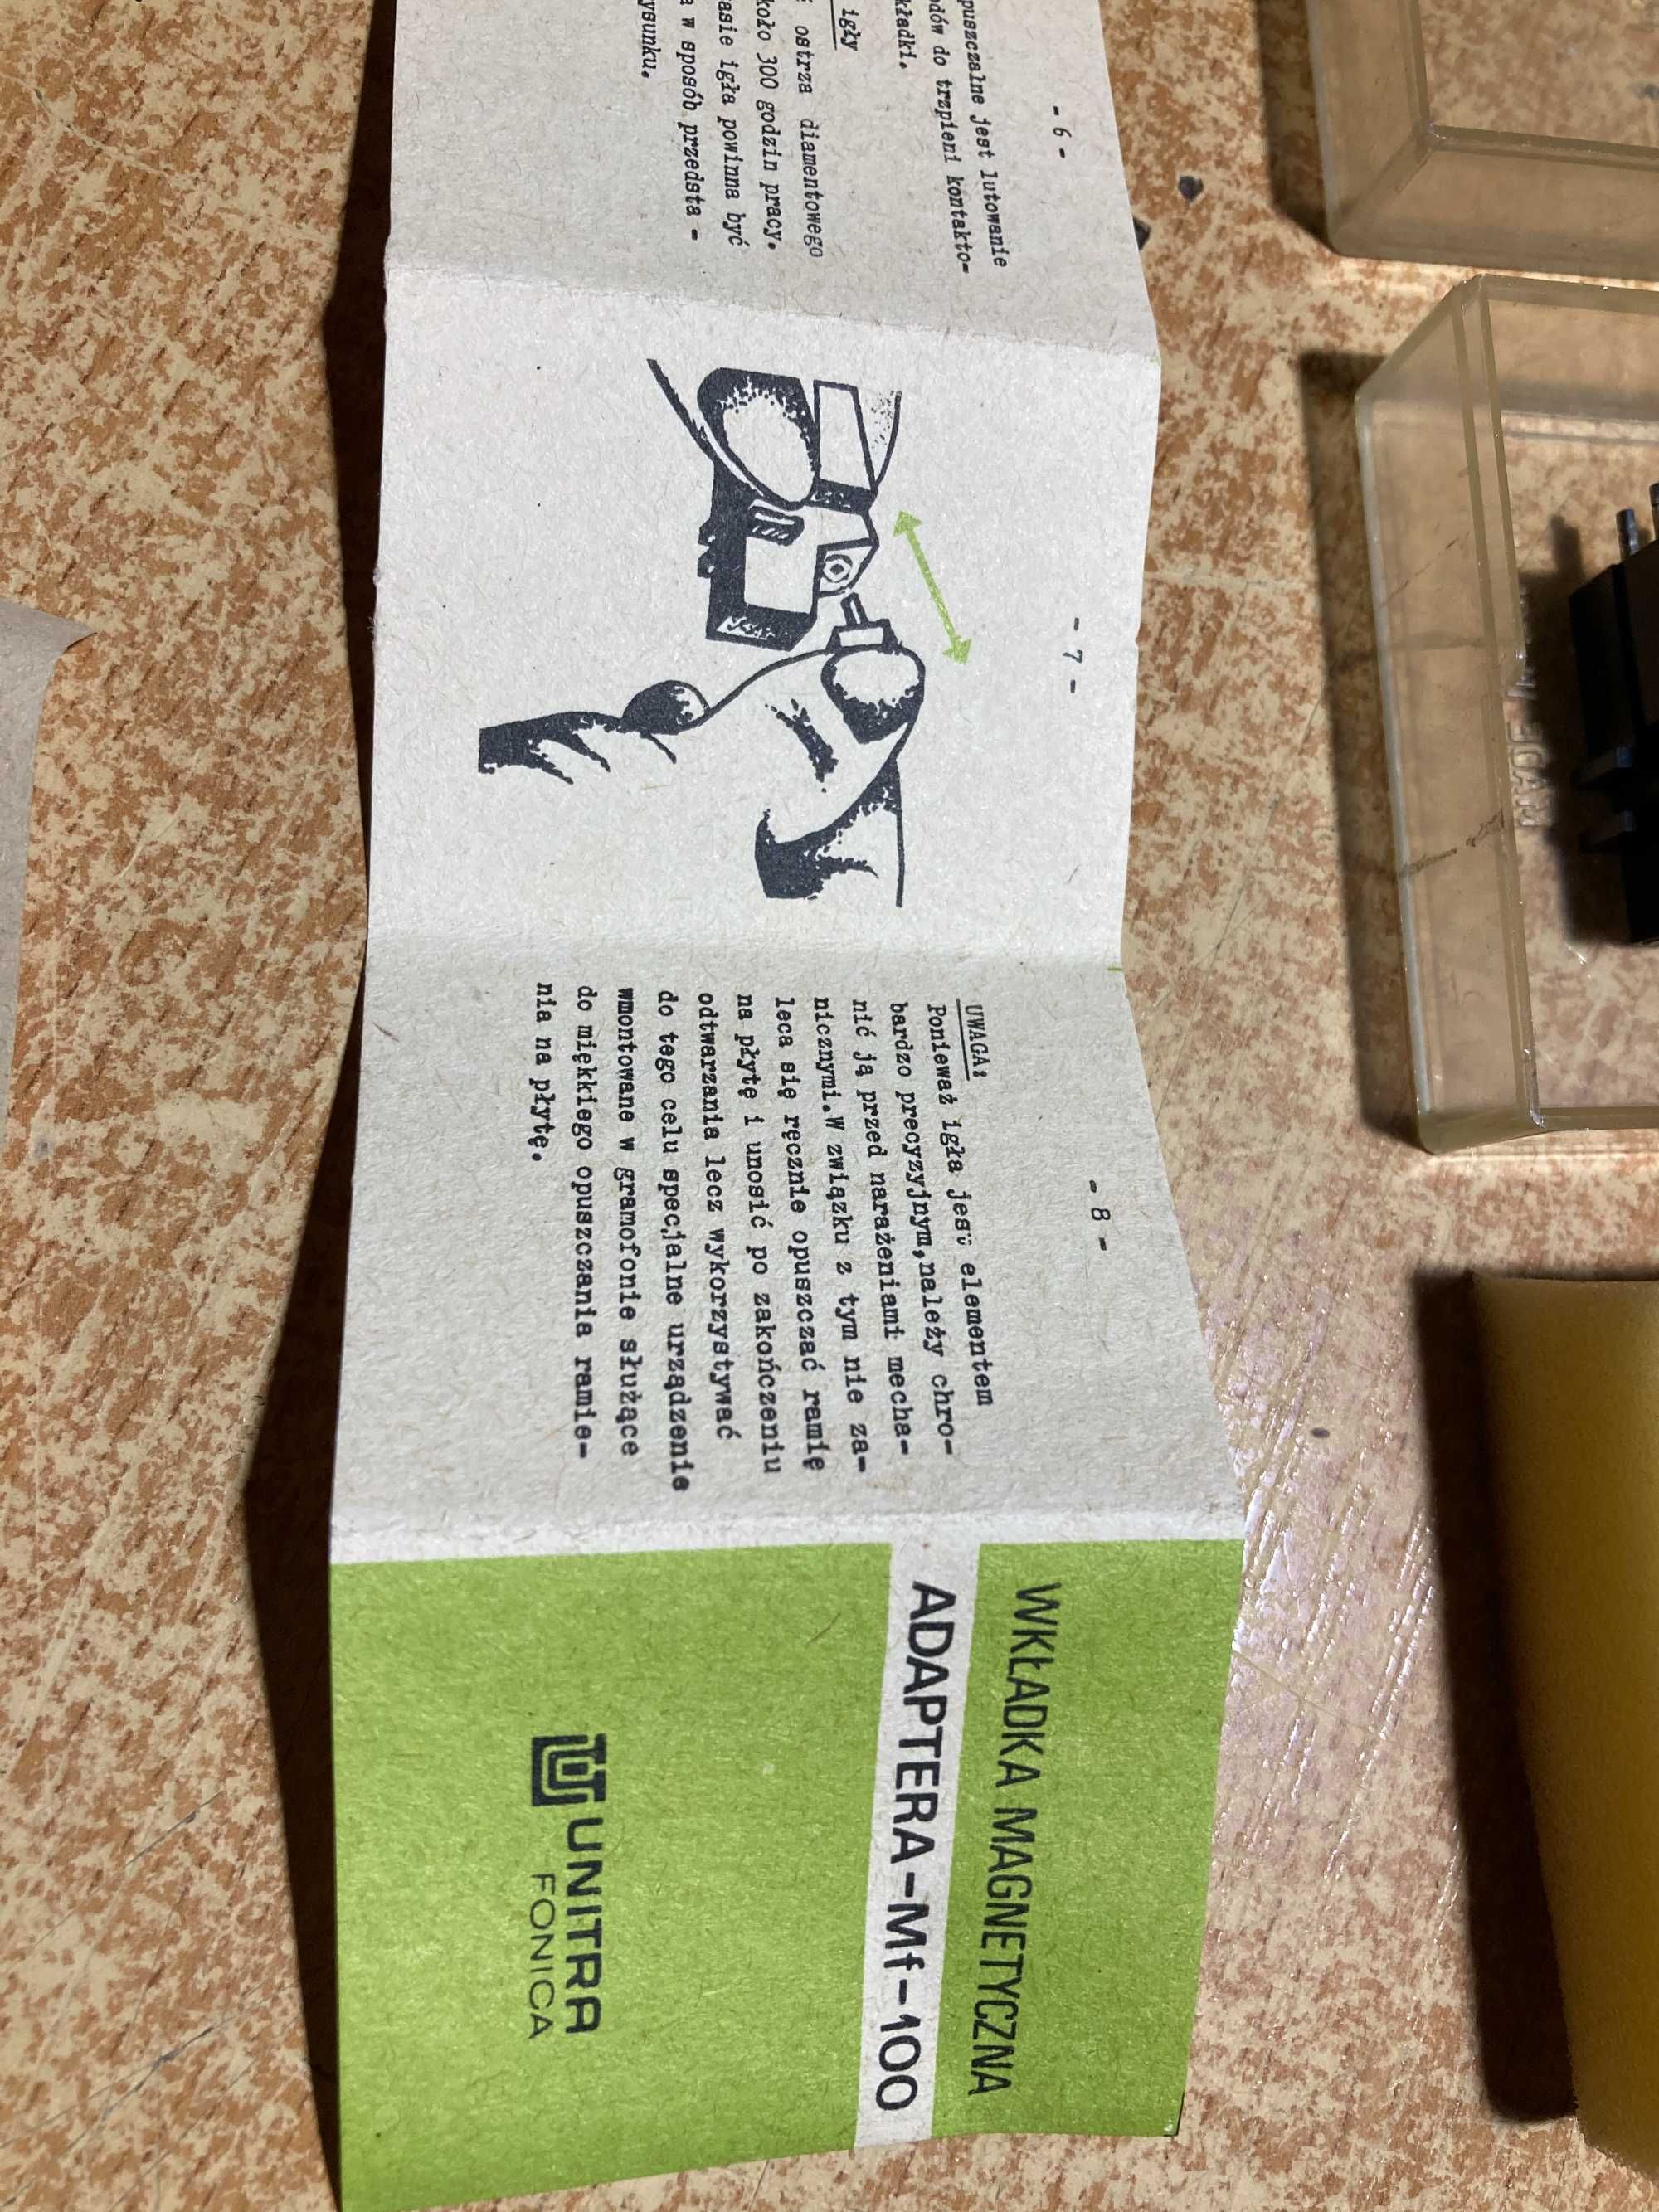 - 6 -
puszczalne jest lutowanie
dów do trzpieni kontakto-
kładki.
igły
ostrza diamentowego
koło 300 godzin pracy.
asie igła powinna być
w sposób przedsta -
ysunku.
- 7 -
- 8 -
UWAGA:
Ponieważ igła jest elementem
bardzo precyzyjnym,należy chro-
nić ją przed narażeniami mecha-
nicznymi.W związku z tym nie za-
leca się ręcznie opuszczać ramię
na płytę i unosić po zakończeniu
odtwarzania lecz wykorzystywać
do tego celu specjalne urządzenie
wmontowane w gramofonie służące
do miękkiego opuszczania ramie-
nia na płytę.
WKŁADKA MAGNETYCZNA
ADAPTERA-Mf-100
UNITRA
FONICA